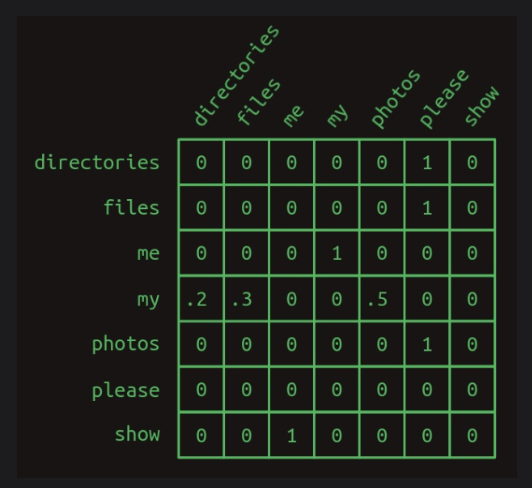 directories files me my photos please show
directories 0 0 0 0 0 1 0
files 0 0 0 0 0 1 0
me 0 0 0 1 0 0 0
my .2 .3 0 0 .5 0 0
photos 0 0 0 0 0 1 0
please 0 0 0 0 0 0 0
show 0 0 1 0 0 0 0